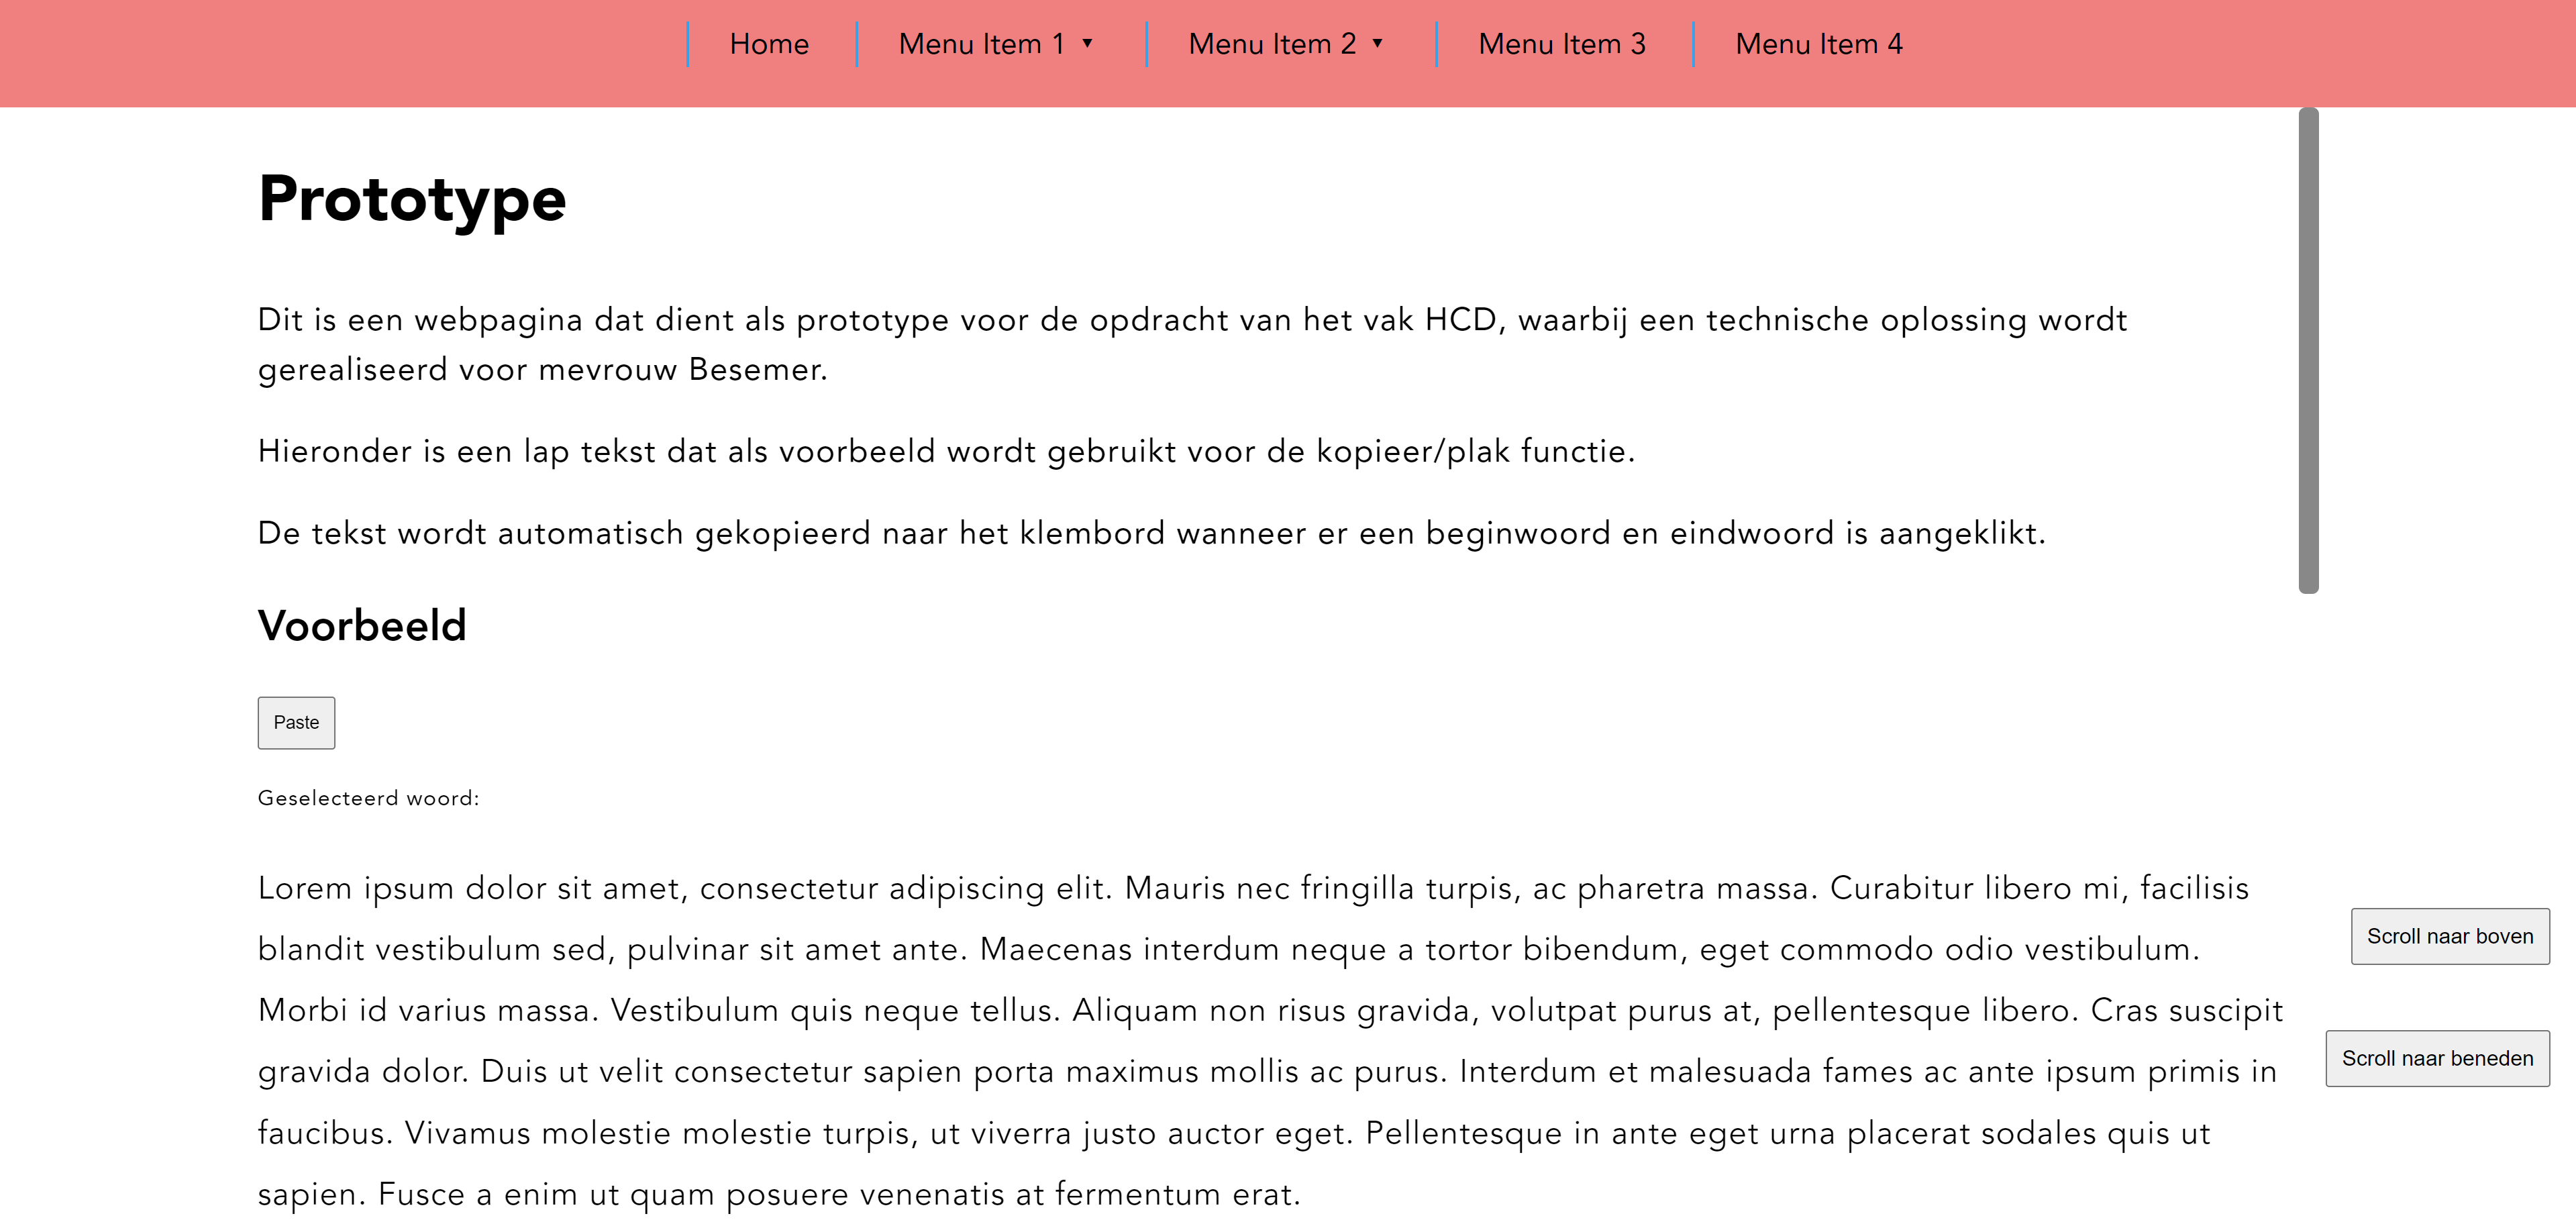 Home Menu Item 1 ▼ Menu Item 2 ▼ Menu Item 3 Menu Item 4
Prototype
Dit is een webpagina dat dient als prototype voor de opdracht van het vak HCD, waarbij een technische oplossing wordt
gerealiseerd voor mevrouw Besemer.
Hieronder is een lap tekst dat als voorbeeld wordt gebruikt voor de kopieer/plak functie.
De tekst wordt automatisch gekopieerd naar het klembord wanneer er een beginwoord en eindwoord is aangeklikt.
Voorbeeld
Paste
Geselecteerd woord:
Lorem ipsum dolor sit amet, consectetur adipiscing elit. Mauris nec fringilla turpis, ac pharetra massa. Curabitur libero mi, facilisis
blandit vestibulum sed, pulvinar sit amet ante. Maecenas interdum neque a tortor bibendum, eget commodo odio vestibulum.
Morbi id varius massa. Vestibulum quis neque tellus. Aliquam non risus gravida, volutpat purus at, pellentesque libero. Cras suscipit
gravida dolor. Duis ut velit consectetur sapien porta maximus mollis ac purus. Interdum et malesuada fames ac ante ipsum primis in
faucibus. Vivamus molestie molestie turpis, ut viverra justo auctor eget. Pellentesque in ante eget urna placerat sodales quis ut
sapien. Fusce a enim ut quam posuere venenatis at fermentum erat.
Scroll naar boven
Scroll naar beneden